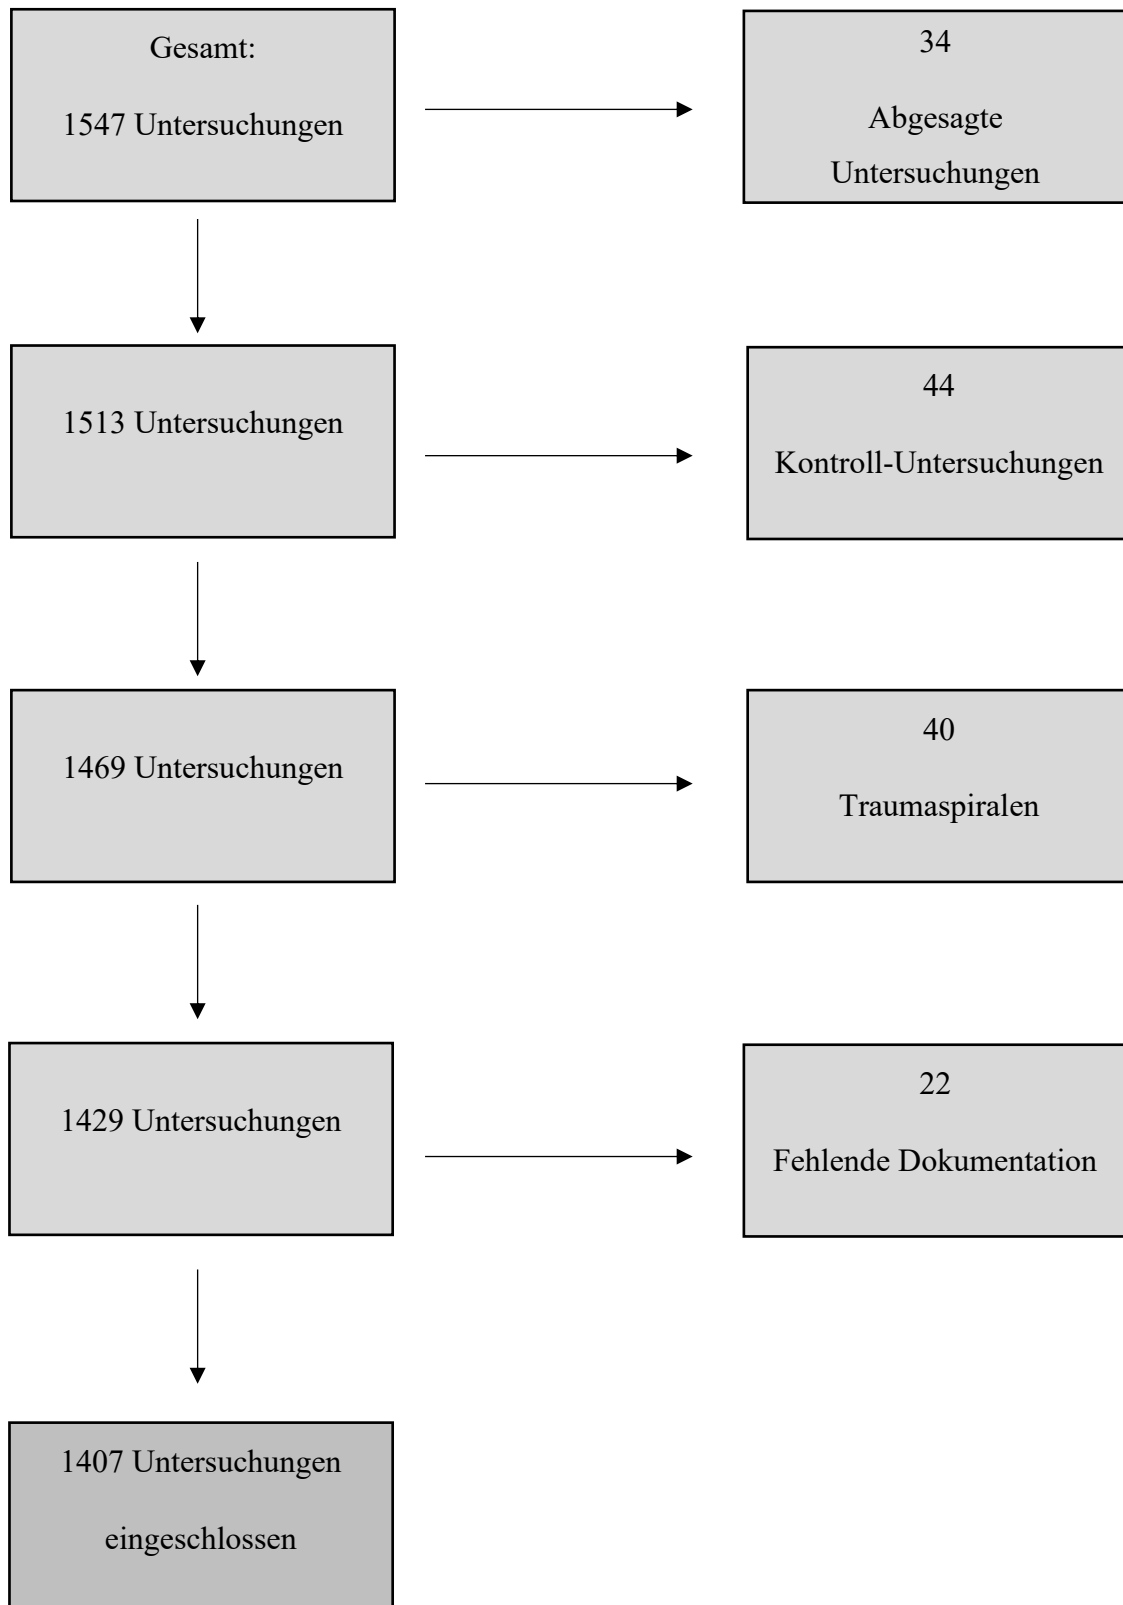 Gesamt:
1547 Untersuchungen
34
Abgesagte
Untersuchungen
1513 Untersuchungen
44
Kontroll-Untersuchungen
1469 Untersuchungen
40
Traumaspiralen
1429 Untersuchungen
22
Fehlende Dokumentation
1407 Untersuchungen
eingeschlossen